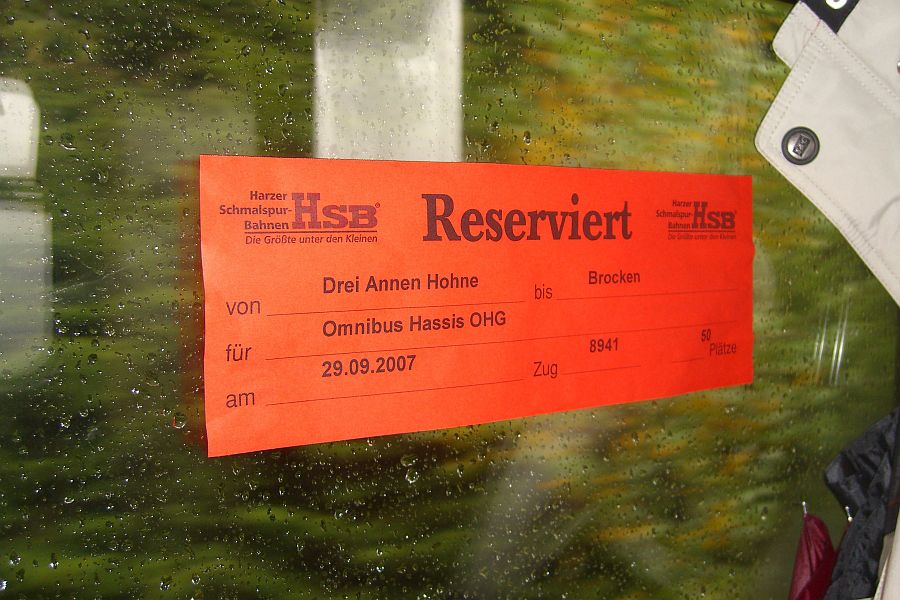 Harzer
Schmalspur-
Bahnen HSB®
Die Größte unter den Kleinen
Reserviert
Harzer
Schmalspur-
Bahnen HSB®
Die Größte unter den Kleinen
von Drei Annen Hohne bis Brocken
für Omnibus Hassis OHG
am 29.09.2007 Zug 8941 50 Plätze